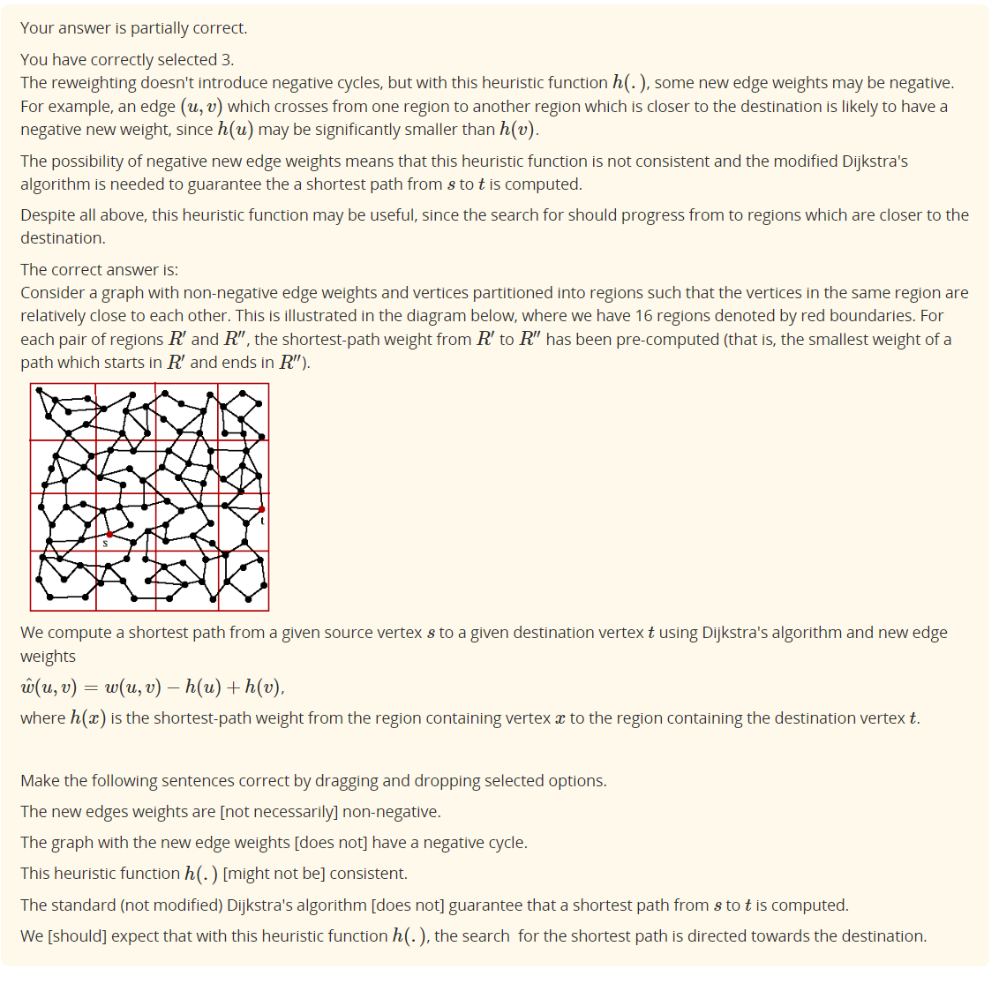 Your answer is partially correct.
You have correctly selected 3.
The reweighting doesn't introduce negative cycles, but with this heuristic function h(.), some new edge weights may be negative.
For example, an edge (u, v) which crosses from one region to another region which is closer to the destination is likely to have a
negative new weight, since h(u) may be significantly smaller than h(v).
The possibility of negative new edge weights means that this heuristic function is not consistent and the modified Dijkstra's
algorithm is needed to guarantee the a shortest path from s to t is computed.
Despite all above, this heuristic function may be useful, since the search for should progress from to regions which are closer to the
destination.
The correct answer is:
Consider a graph with non-negative edge weights and vertices partitioned into regions such that the vertices in the same region are
relatively close to each other. This is illustrated in the diagram below, where we have 16 regions denoted by red boundaries. For
each pair of regions R′ and R″, the shortest-path weight from R′ to R″ has been pre-computed (that is, the smallest weight of a
path which starts in R′ and ends in R″).
t
s
We compute a shortest path from a given source vertex s to a given destination vertex t using Dijkstra's algorithm and new edge
weights
ŵ(u, v) = w(u, v) − h(u) + h(v),
where h(x) is the shortest-path weight from the region containing vertex x to the region containing the destination vertex t.
Make the following sentences correct by dragging and dropping selected options.
The new edges weights are [not necessarily] non-negative.
The graph with the new edge weights [does not] have a negative cycle.
This heuristic function h(.) [might not be] consistent.
The standard (not modified) Dijkstra's algorithm [does not] guarantee that a shortest path from s to t is computed.
We [should] expect that with this heuristic function h(.), the search for the shortest path is directed towards the destination.